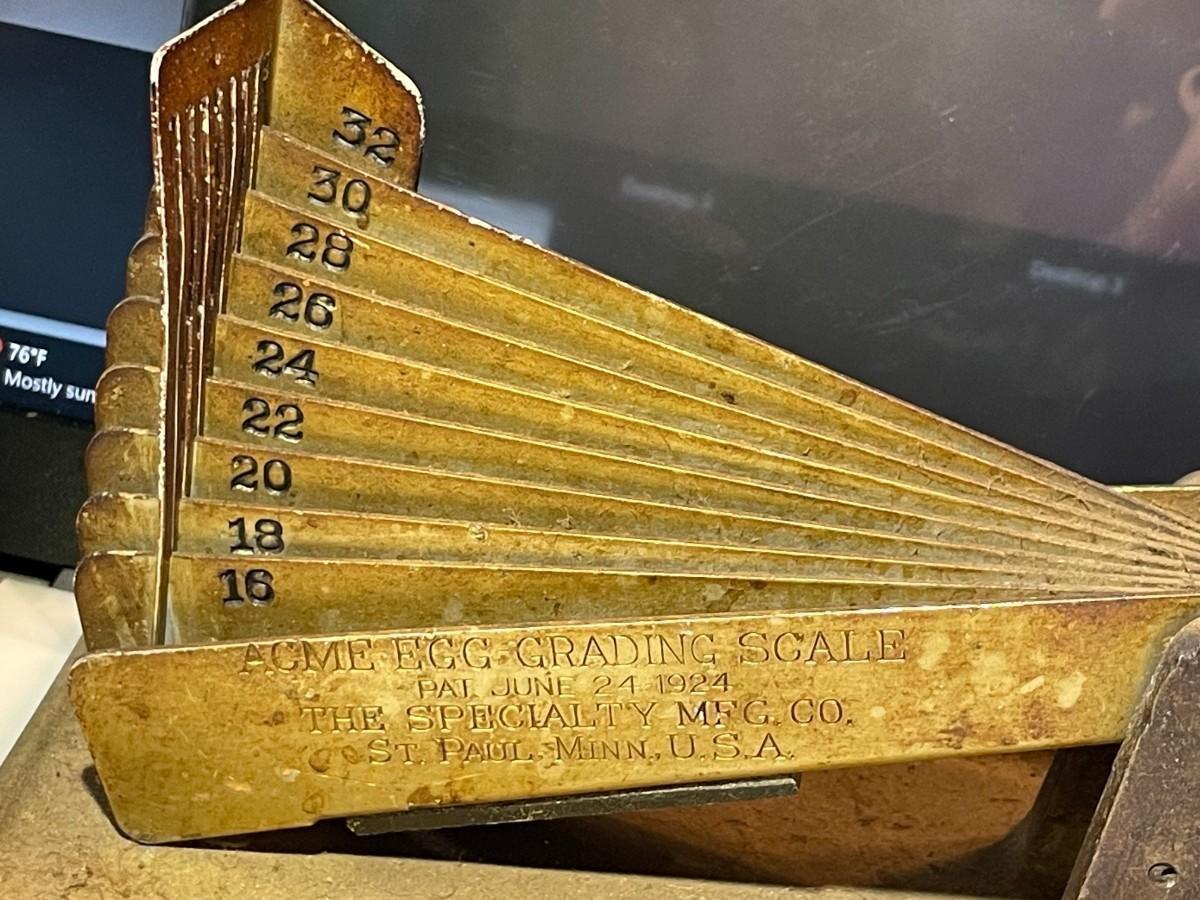 32
30
28
26
24
22
20
18
16
ACME EGG GRADING SCALE
PAT. JUNE 24 1924
THE SPECIALTY MFG. CO.
ST. PAUL, MINN., U.S.A.
76°F
Mostly sun